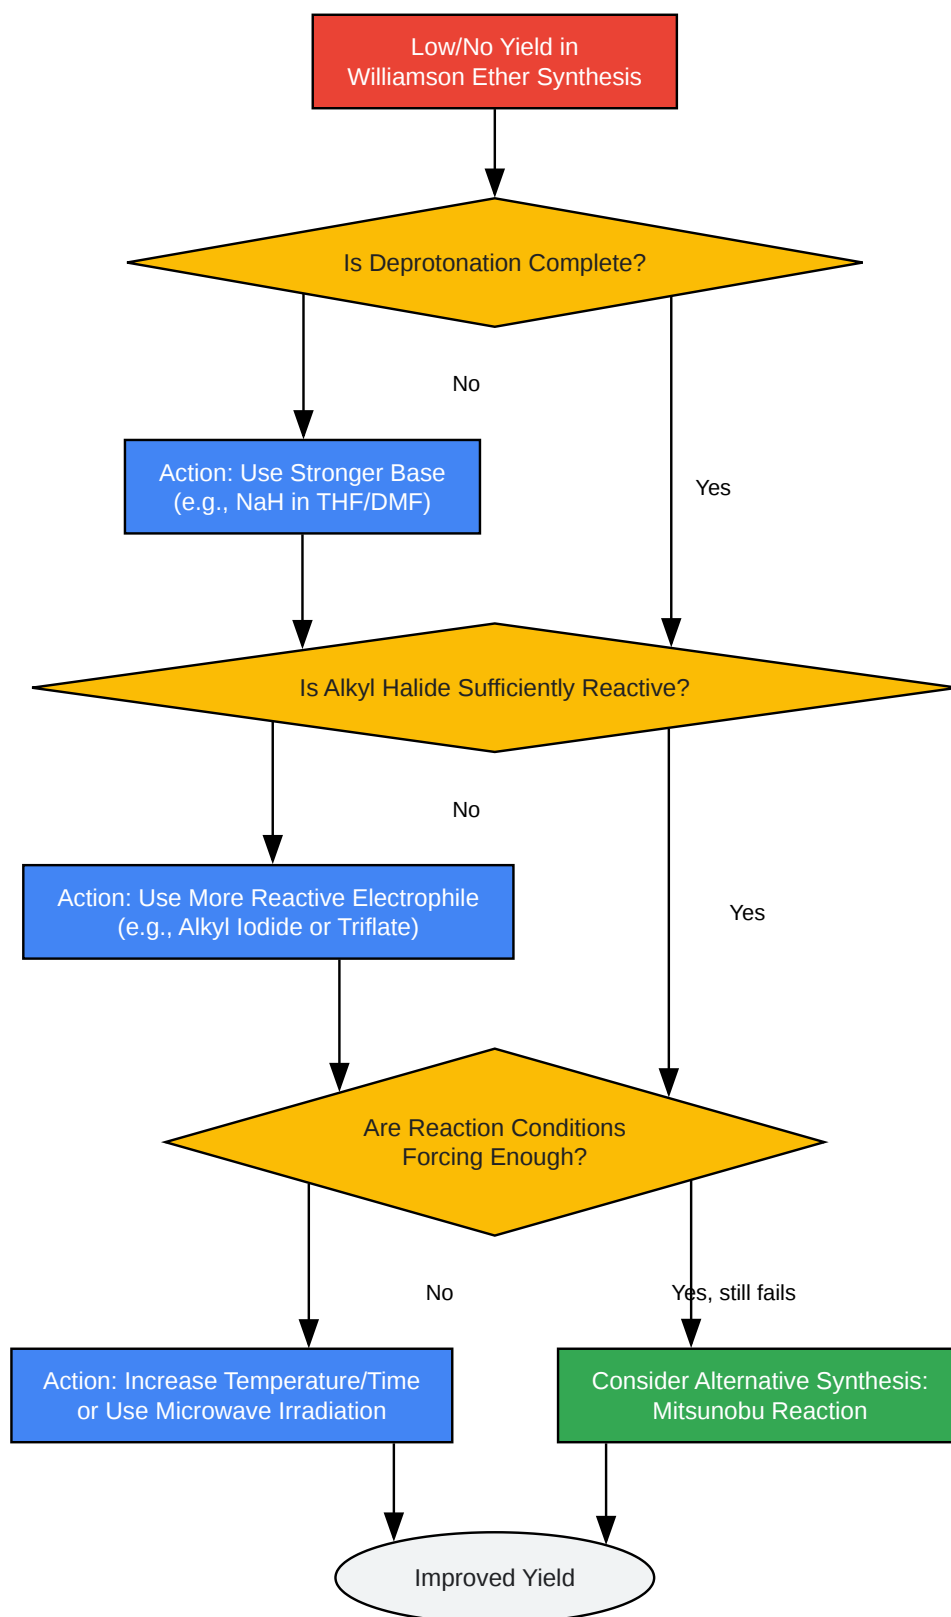 Low/No Yield in
Williamson Ether Synthesis
Is Deprotonation Complete?
No
Action: Use Stronger Base
(e.g., NaH in THF/DMF)
Yes
Is Alkyl Halide Sufficiently Reactive?
No
Action: Use More Reactive Electrophile
(e.g., Alkyl Iodide or Triflate)
Yes
Are Reaction Conditions
Forcing Enough?
No
Yes, still fails
Action: Increase Temperature/Time
or Use Microwave Irradiation
Consider Alternative Synthesis:
Mitsunobu Reaction
Improved Yield